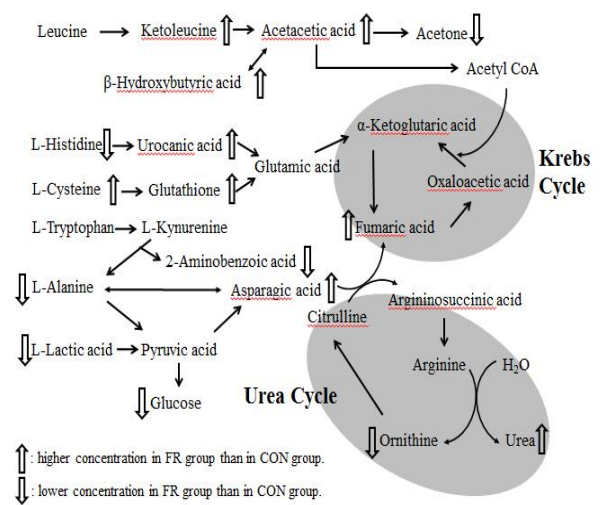 Leucine Ketoleucine Acetacetic acid Acetone
β-Hydroxybutyric acid Acetyl CoA
L-Histidine Urocanic acid α-Ketoglutaric acid
Glutamic acid
Krebs
Cycle
L-Cysteine Glutathione Oxaloacetic acid
L-Tryptophan L-Kynurenine Fumaric acid
2-Aminobenzoic acid
L-Alanine Asparagic acid Argininosuccinic acid
Citrulline
L-Lactic acid Pyruvic acid
Arginine H2O
Urea Cycle
Glucose
Ornithine Urea
: higher concentration in FR group than in CON group.
: lower concentration in FR group than in CON group.